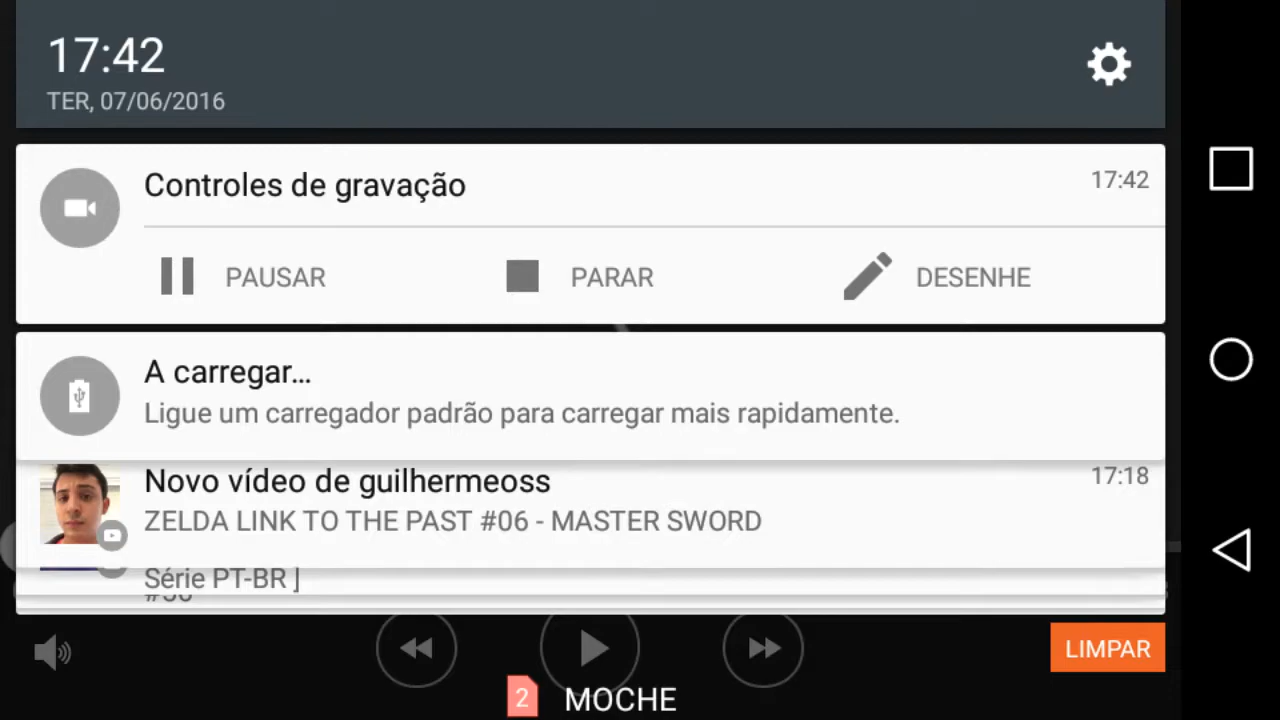 17:42
TER, 07/06/2016
Controles de gravação
17:42
PAUSAR
PARAR
DESENHE
A carregar...
Ligue um carregador padrão para carregar mais rapidamente.
Novo vídeo de guilhermeoss
17:18
ZELDA LINK TO THE PAST #06 - MASTER SWORD
Série PT-BR ]
LIMPAR
2 MOCHE